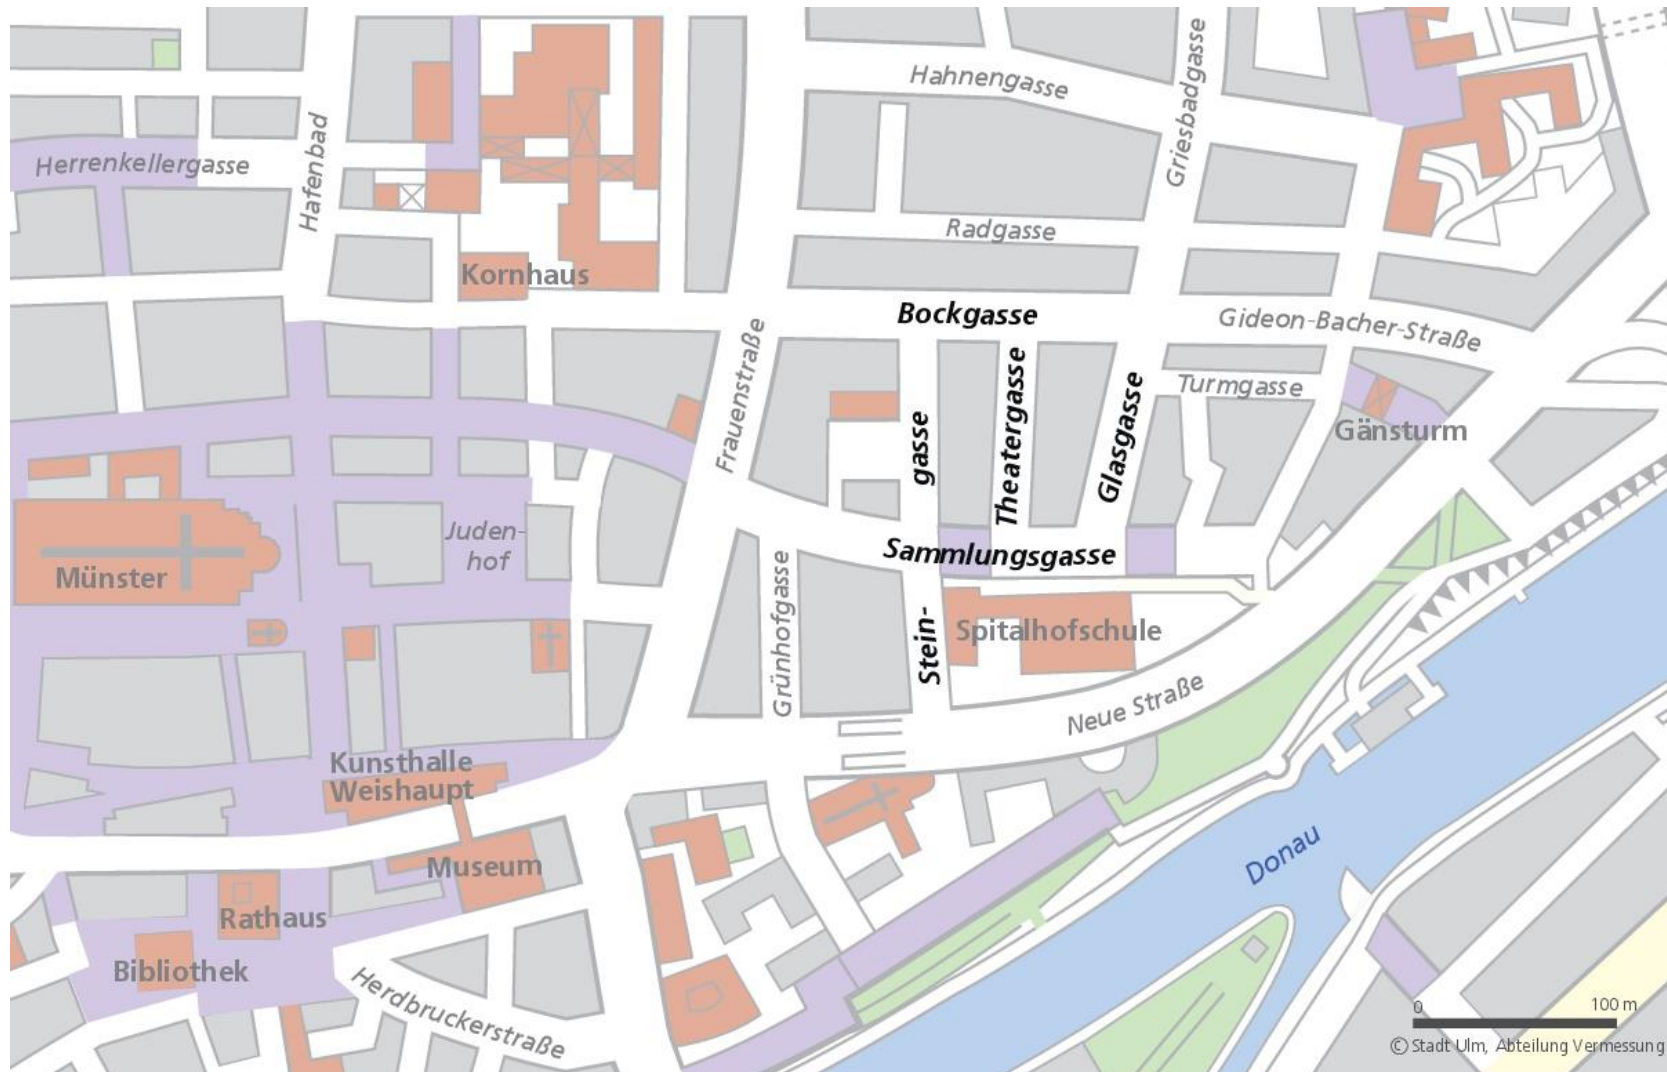 Hahnengasse
Griesbadgasse
Herrenkellergasse
Hafenbad
Radgasse
Kornhaus
Bockgasse
Gideon-Bacher-Straße
Frauenstraße
Theatergasse
Glasgasse
Turmgasse
Gänsturm
gasse
Stein-
Juden-
hof
Sammlungsgasse
Münster
Grünhofgasse
Spitalhofschule
Neue Straße
Kunsthalle
Weishaupt
Museum
Donau
Rathaus
Bibliothek
Herdbruckerstraße
0 100 m
© Stadt Ulm, Abteilung Vermessung